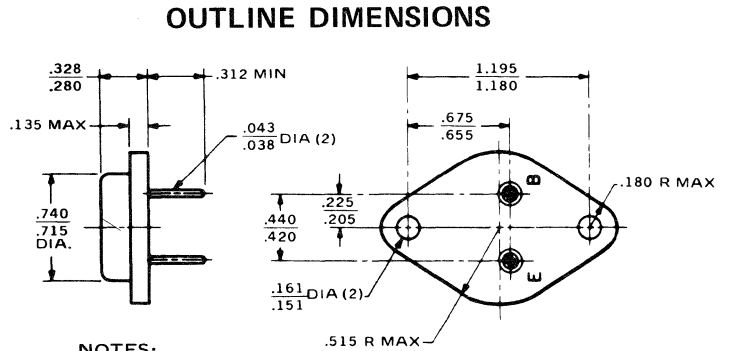 OUTLINE DIMENSIONS
.328
.280
.312 MIN
.135 MAX
.043
.038 DIA (2)
.740
.715
DIA.
1.195
1.180
.675
.655
.225
.205
.440
.420
B
.180 R MAX
E
.161
.151 DIA (2)
.515 R MAX
NOTES: